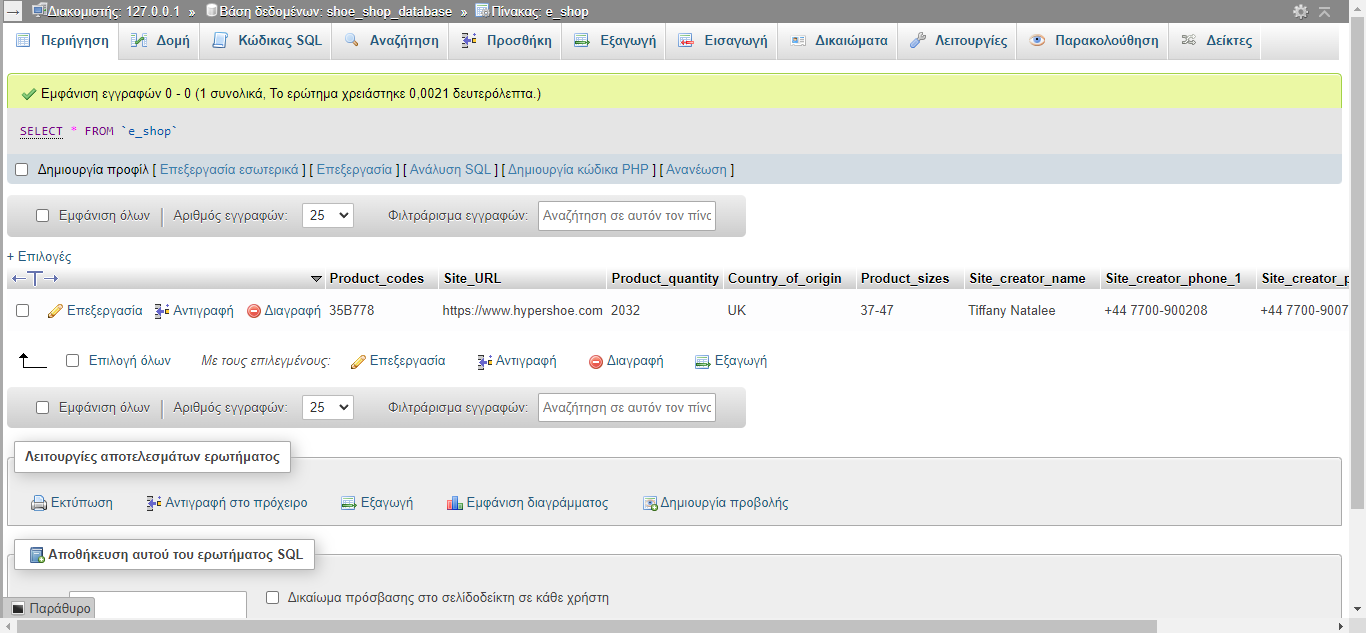 Διακομιστής: 127.0.0.1 » Βάση δεδομένων: shoe_shop_database » Πίνακας: e_shop
Περιήγηση Δομή Κώδικας SQL Αναζήτηση Προσθήκη Εξαγωγή Εισαγωγή Δικαιώματα Λειτουργίες Παρακολούθηση Δείκτες
Εμφάνιση εγγραφών 0 - 0 (1 συνολικά, Το ερώτημα χρειάστηκε 0,0021 δευτερόλεπτα.)
SELECT * FROM `e_shop`
Δημιουργία προφίλ [ Επεξεργασία εσωτερικά ] [ Επεξεργασία ] [ Ανάλυση SQL ] [ Δημιουργία κώδικα PHP ] [ Ανανέωση ]
Εμφάνιση όλων | Αριθμός εγγραφών: 25 Φιλτράρισμα εγγραφών: Αναζήτηση σε αυτόν τον πίνα
+ Επιλογές
←T→ Product_codes Site_URL Product_quantity Country_of_origin Product_sizes Site_creator_name Site_creator_phone_1 Site_creator_p
Επεξεργασία Αντιγραφή Διαγραφή 35B778 https://www.hypershoe.com 2032 UK 37-47 Tiffany Natalee +44 7700-900208 +44 7700-9007
Επιλογή όλων Με τους επιλεγμένους: Επεξεργασία Αντιγραφή Διαγραφή Εξαγωγή
Εμφάνιση όλων | Αριθμός εγγραφών: 25 Φιλτράρισμα εγγραφών: Αναζήτηση σε αυτόν τον πίνα
Λειτουργίες αποτελεσμάτων ερωτήματος
Εκτύπωση Αντιγραφή στο πρόχειρο Εξαγωγή Εμφάνιση διαγράμματος Δημιουργία προβολής
Αποθήκευση αυτού του ερωτήματος SQL
Δικαίωμα πρόσβασης στο σελίδοδείκτη σε κάθε χρήστη
Παράθυρο